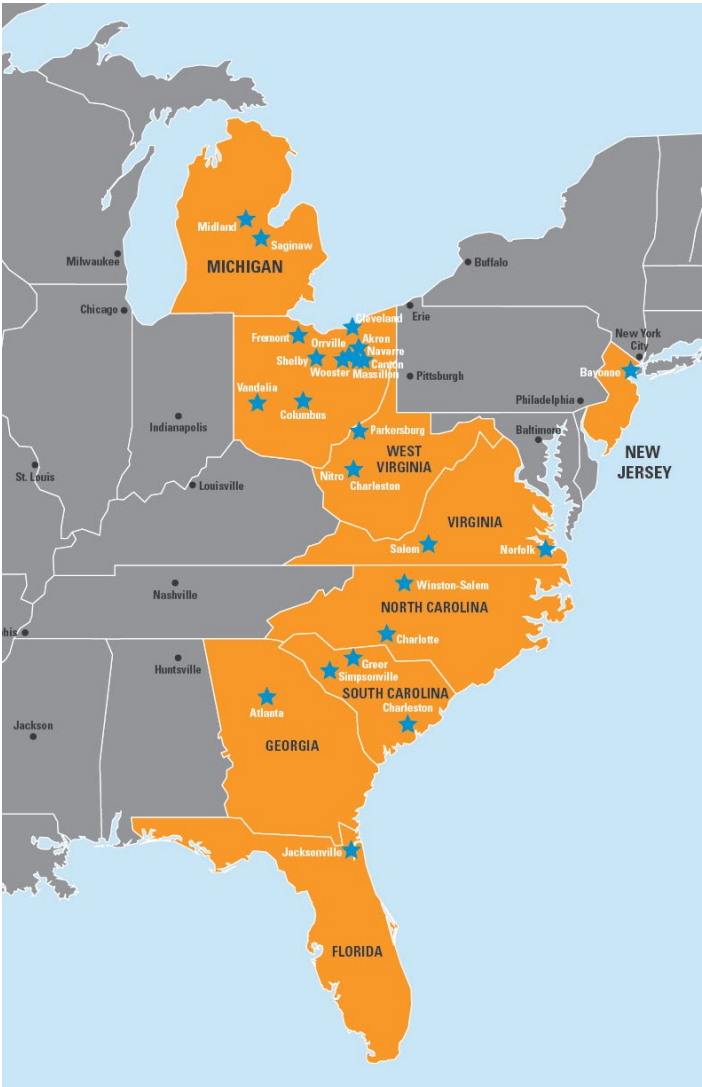 Midland
Saginaw
MICHIGAN
Milwaukee
Buffalo
Chicago
Erie
Cleveland
Fremont
Orrville
Akron
Navarre
Shelby
Wooster
Canton
Massillon
New York
City
Bayonne
Pittsburgh
Vandalia
Columbus
Philadelphia
Indianapolis
Parkersburg
Baltimore
WEST
VIRGINIA
NEW
JERSEY
St. Louis
Nitro
Charleston
Louisville
VIRGINIA
Salem
Norfolk
Nashville
Winston-Salem
NORTH CAROLINA
phis
Charlotte
Huntsville
Greer
Simpsonville
SOUTH CAROLINA
Charleston
Atlanta
Jackson
GEORGIA
Jacksonville
FLORIDA